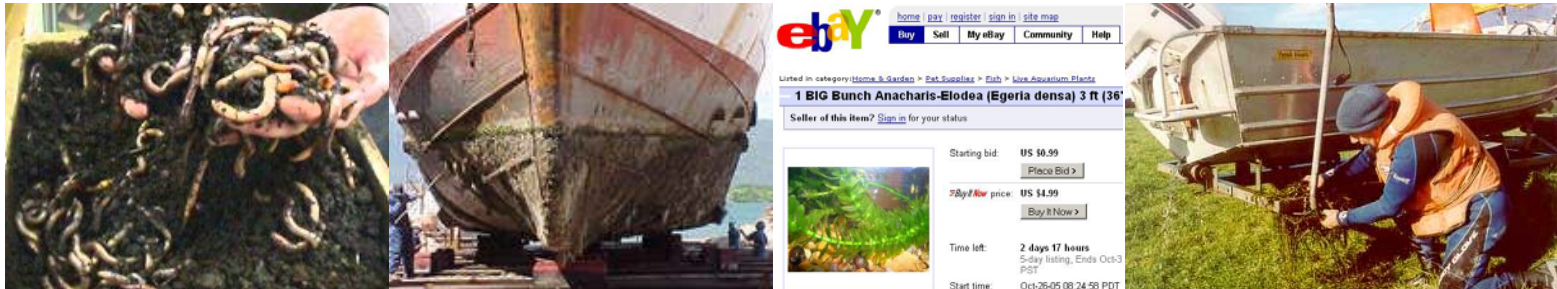 ebaY®
home | pay | register | sign in | site map
Buy Sell My eBay Community Help
Listed in category:Home & Garden > Pet Supplies > Fish > Live Aquarium Plants
1 BIG Bunch Anacharis-Elodea (Egeria densa) 3 ft (36"
Seller of this item? Sign in for your status
Starting bid: US $0.99
Place Bid >
Buy It Now price: US $4.99
Buy It Now >
Time left: 2 days 17 hours
5-day listing, Ends Oct-3
PST
Start time: Oct-26-05 08:24:58 PDT